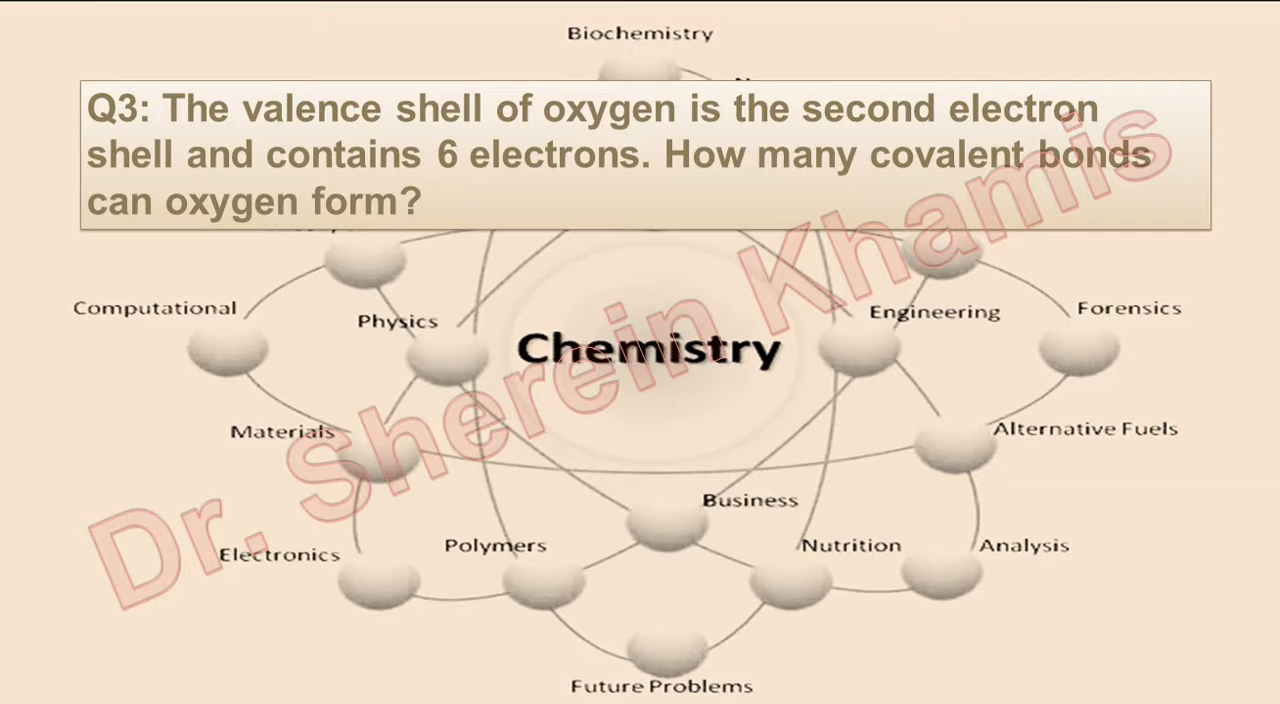 Biochemistry
Q3: The valence shell of oxygen is the second electron
shell and contains 6 electrons. How many covalent bonds
can oxygen form?
Computational
Physics
Engineering
Forensics
Chemistry
Materials
Alternative Fuels
Business
Electronics
Polymers
Nutrition
Analysis
Future Problems
Dr. Sherein Khamis